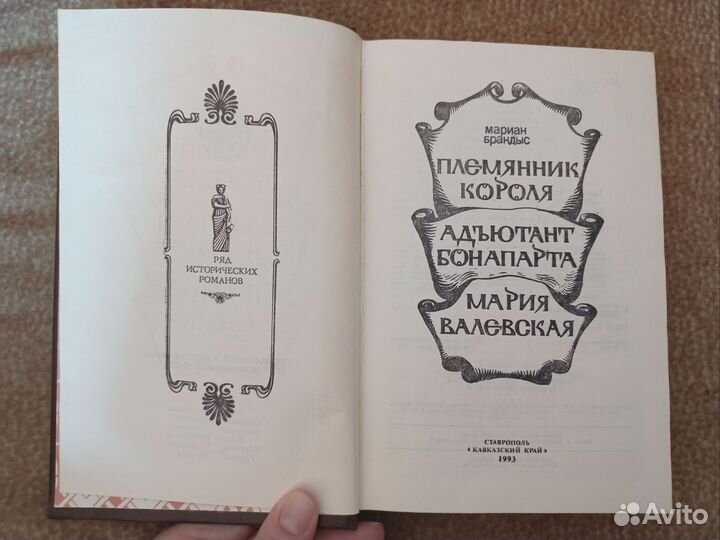 РЯД
ИСТОРИЧЕСКИХ
РОМАНОВ
Мариан
Брандыс
ПЛЕМЯННИК
КОРОЛЯ
АДЪЮТАНТ
БОНАПАРТА
МАРИЯ
ВАЛЕВСКАЯ
СТАВРОПОЛЬ
«КАВКАЗСКИЙ КРАЙ»
1993
Avito